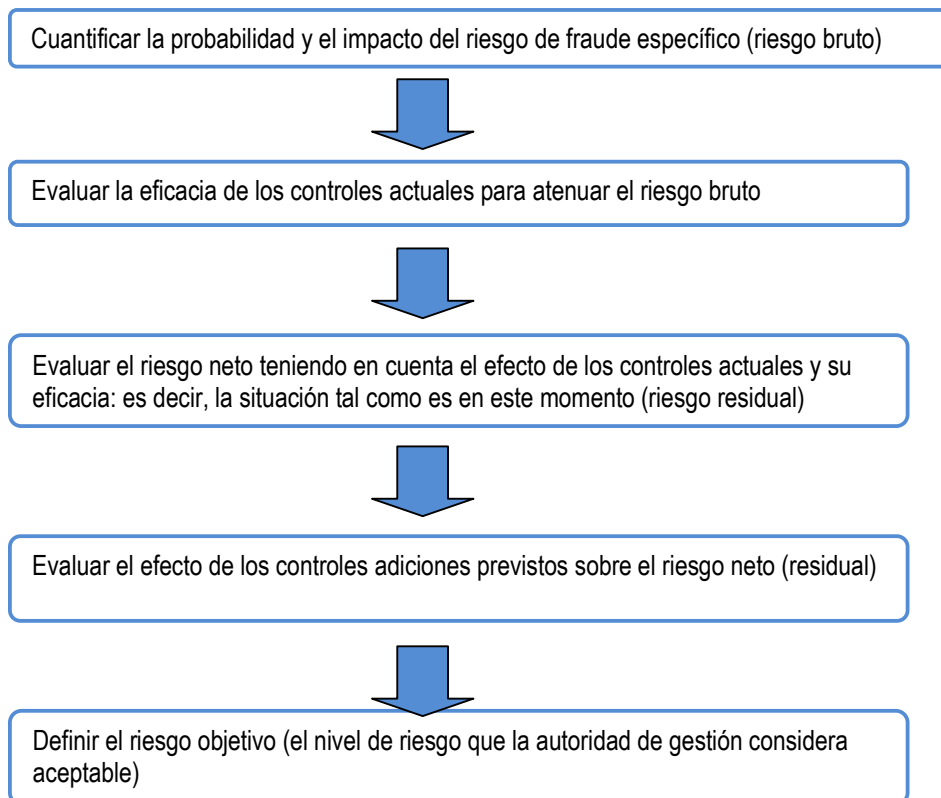 Cuantificar la probabilidad y el impacto del riesgo de fraude específico (riesgo bruto)
Evaluar la eficacia de los controles actuales para atenuar el riesgo bruto
Evaluar el riesgo neto teniendo en cuenta el efecto de los controles actuales y su
eficacia: es decir, la situación tal como es en este momento (riesgo residual)
Evaluar el efecto de los controles adiciones previstos sobre el riesgo neto (residual)
Definir el riesgo objetivo (el nivel de riesgo que la autoridad de gestión considera
aceptable)